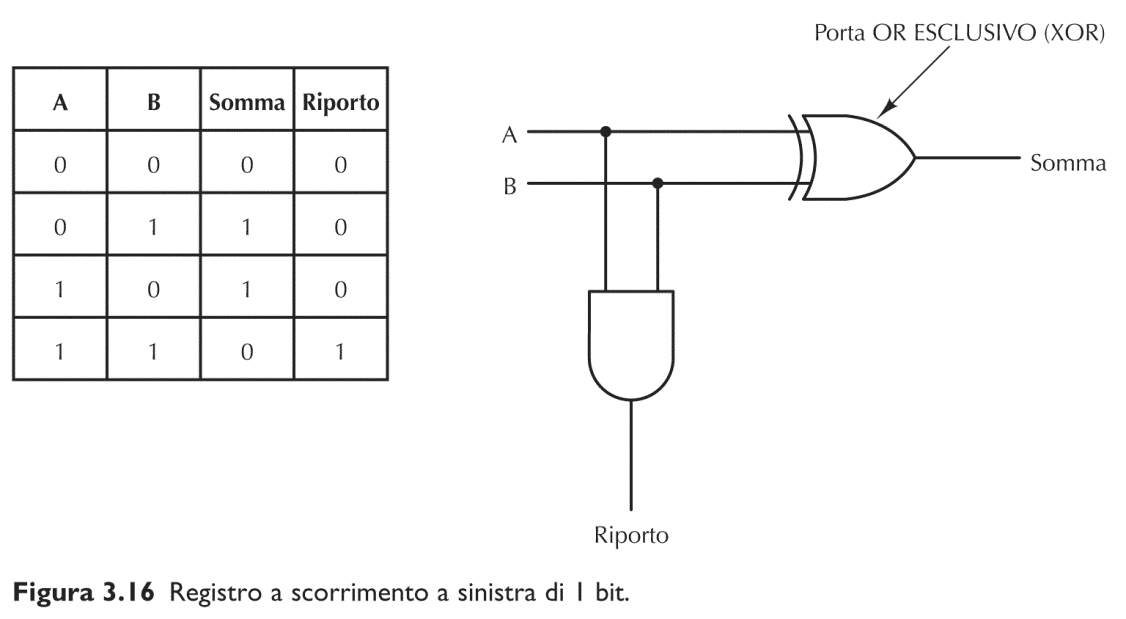 Porta OR ESCLUSIVO (XOR)
A B Somma Riporto
0 0 0 0
0 1 1 0
1 0 1 0
1 1 0 1
A
B
Somma
Riporto
Figura 3.16 Registro a scorrimento a sinistra di 1 bit.